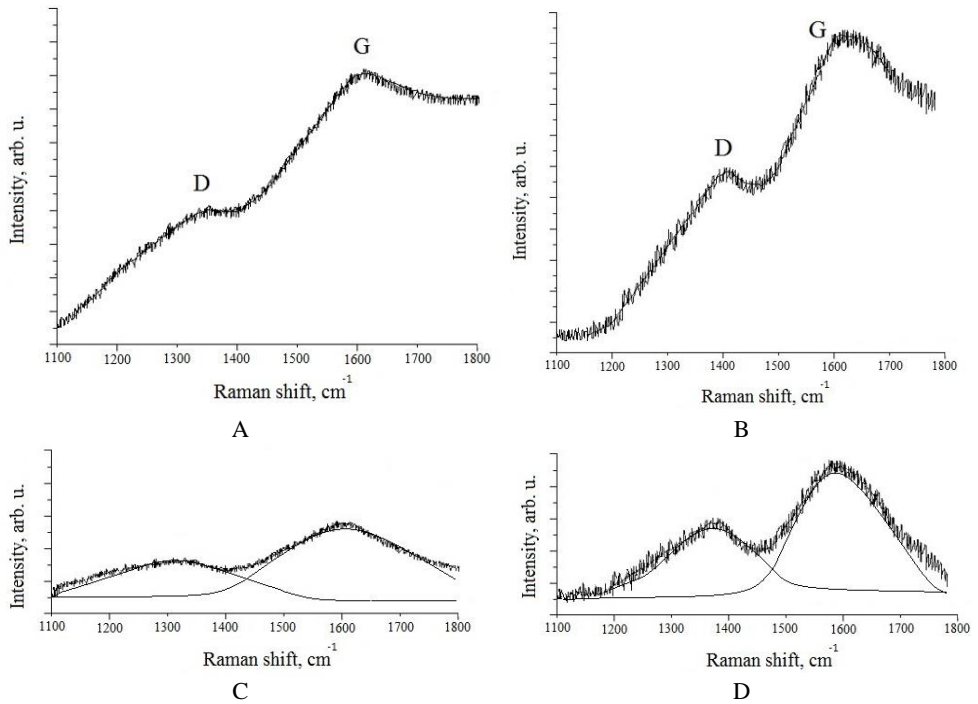 G
D
Intensity, arb. u.
1100 1200 1300 1400 1500 1600 1700 1800
Raman shift, cm-1
A
G
D
Intensity, arb. u.
1100 1200 1300 1400 1500 1600 1700 1800
Raman shift, cm-1
B
Intensity, arb. u.
1100 1200 1300 1400 1500 1600 1700 1800
Raman shift, cm-1
C
Intensity, arb. u.
1100 1200 1300 1400 1500 1600 1700 1800
Raman shift, cm-1
D